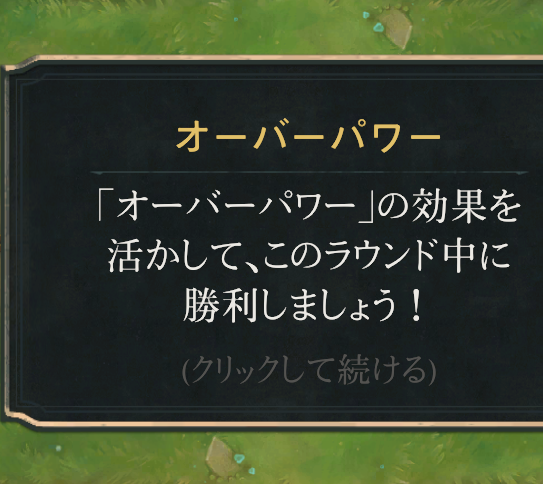 オーバーパワー
「オーバーパワー」の効果を
活かして、このラウンド中に
勝利しましょう！
(クリックして続ける)